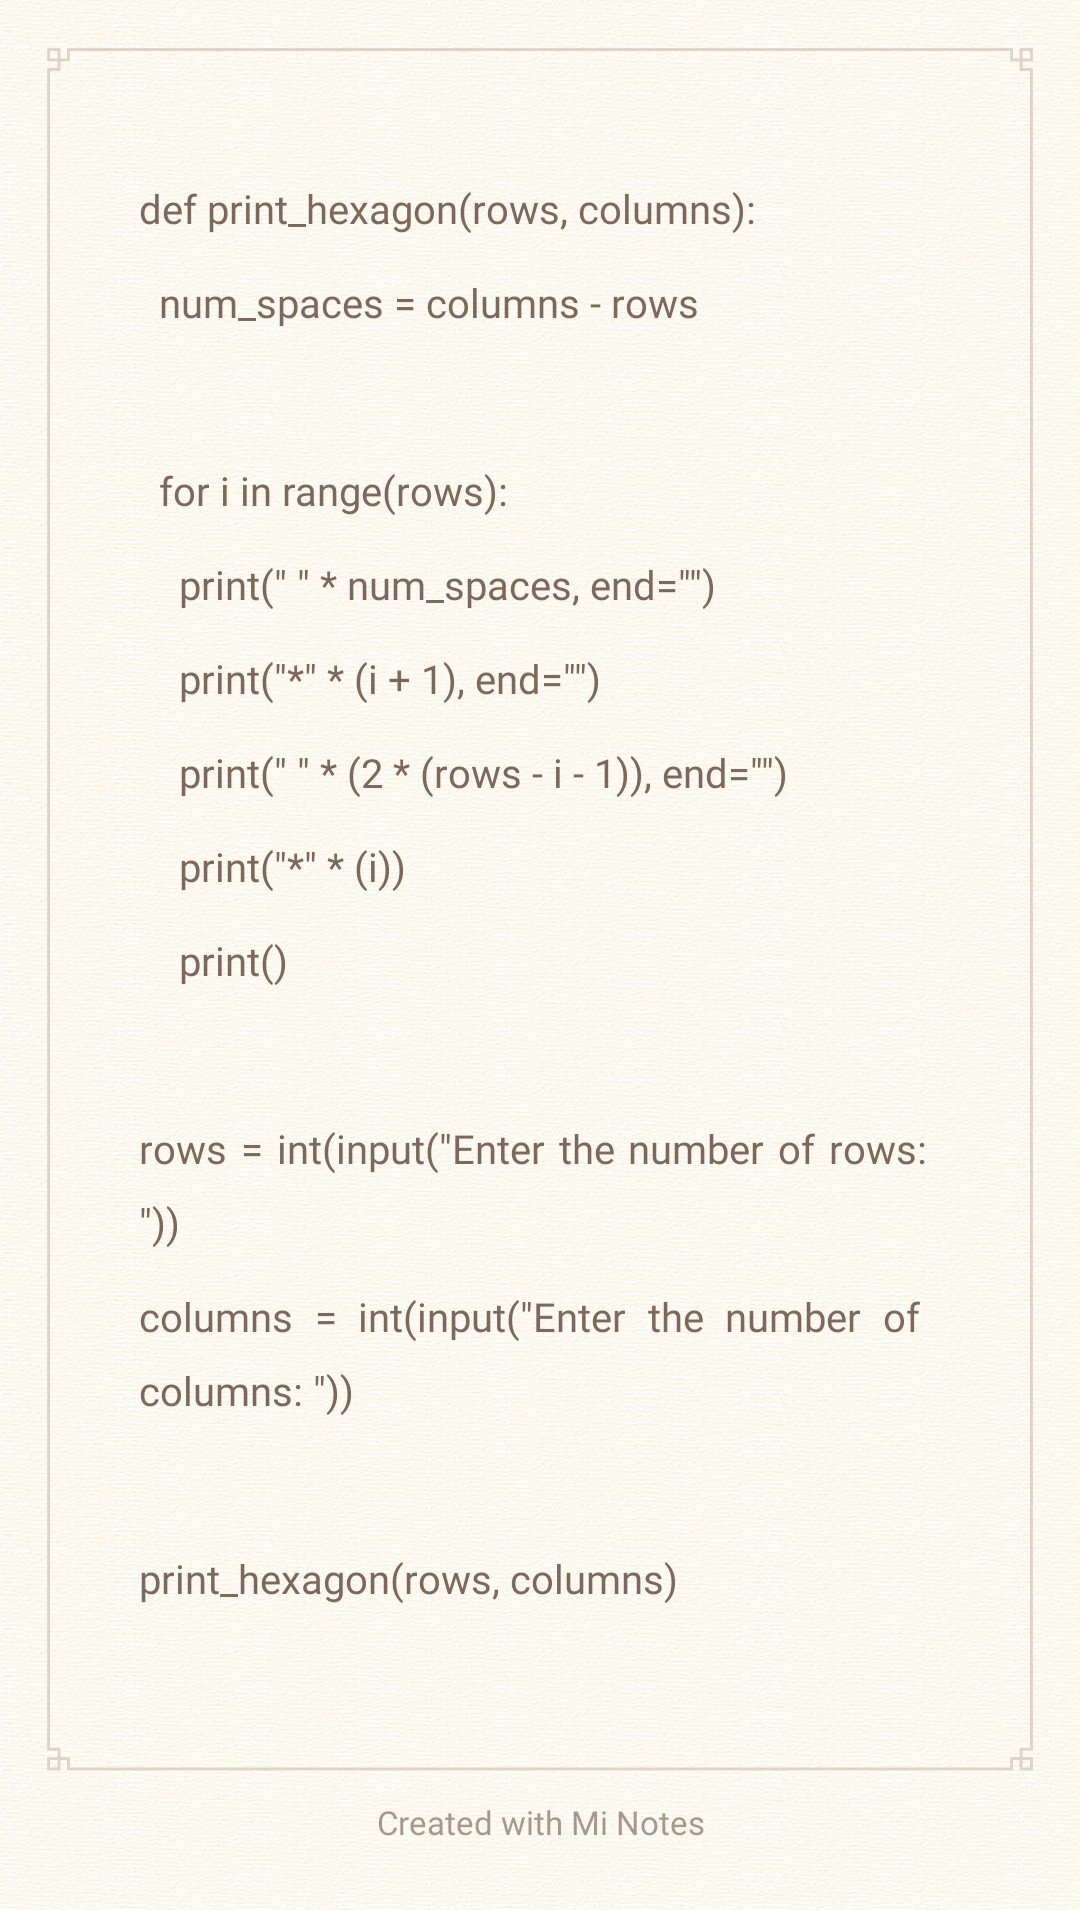 def print_hexagon(rows, columns):
  num_spaces = columns - rows

  for i in range(rows):
    print(" " * num_spaces, end="")
    print("*" * (i + 1), end="")
    print(" " * (2 * (rows - i - 1)), end="")
    print("*" * (i))
    print()

rows = int(input("Enter the number of rows:
"))
columns = int(input("Enter the number of
columns: "))

print_hexagon(rows, columns)
Created with Mi Notes